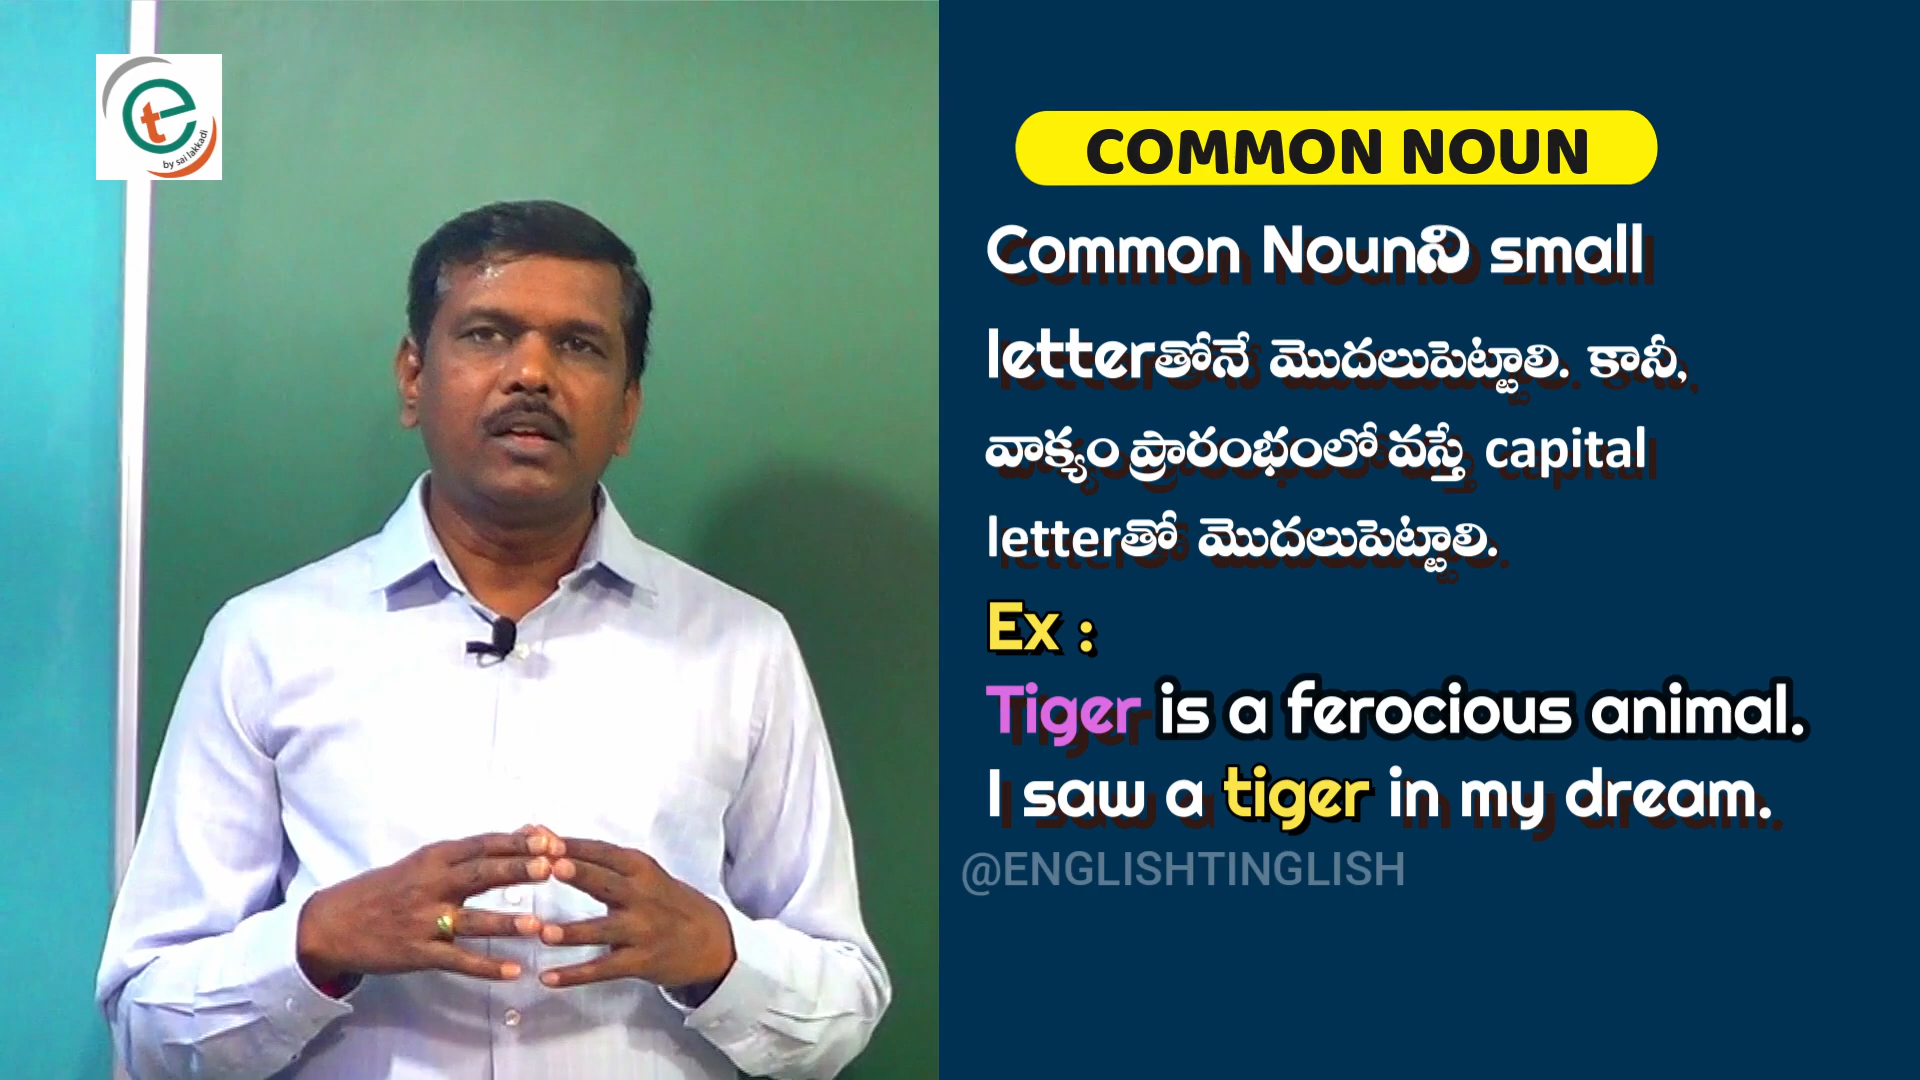 te
by sai lakkadi
COMMON NOUN
Common Nounని small
letterతోనే మొదలుపెట్టాలి. కానీ,
వాక్యం ప్రారంభంలో వస్తే capital
letterతో మొదలుపెట్టాలి.
Ex :
Tiger is a ferocious animal.
I saw a tiger in my dream.
@ENGLISHTINGLISH